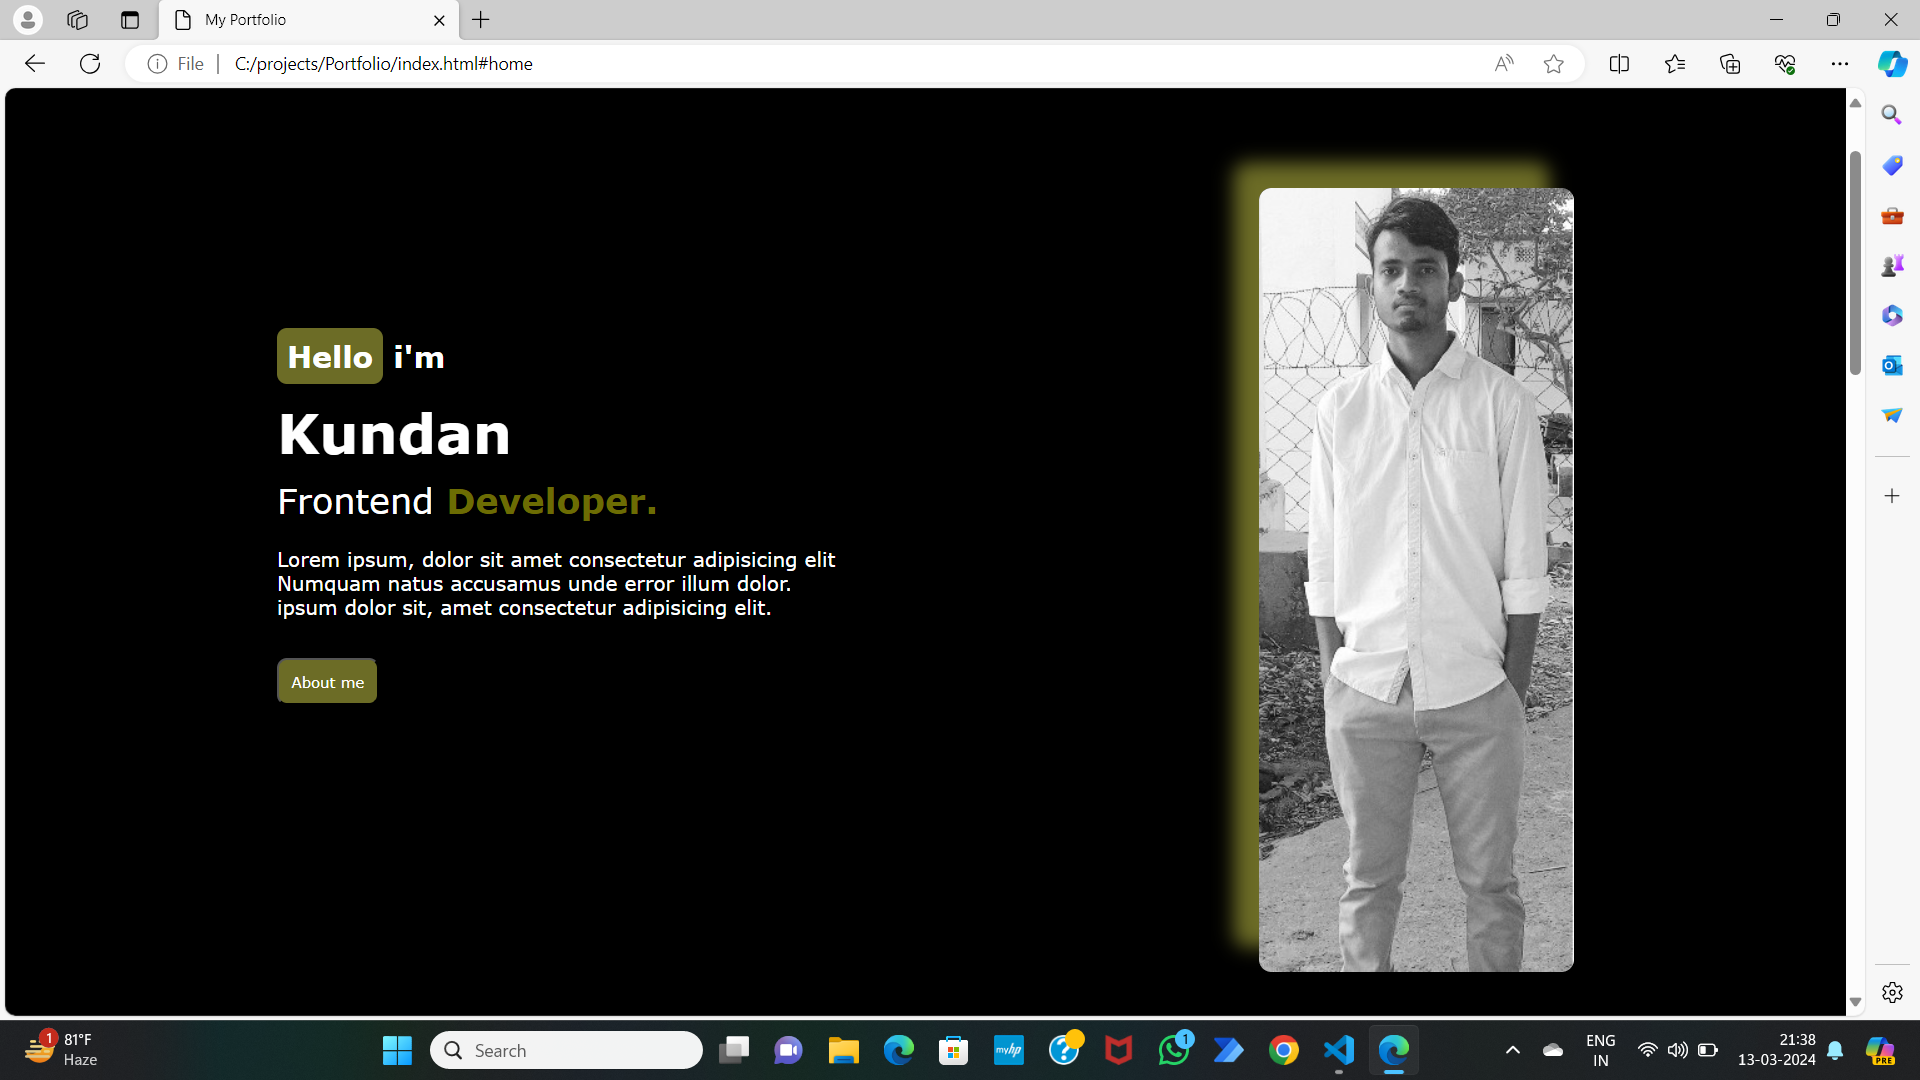 My Portfolio
File
C:/projects/Portfolio/index.html#home
Hello i'm
Kundan
Frontend Developer.
Lorem ipsum, dolor sit amet consectetur adipisicing elit
Numquam natus accusamus unde error illum dolor.
ipsum dolor sit, amet consectetur adipisicing elit.
About me
1
81°F
Haze
Search
myhp
1
ENG
IN
21:38
13-03-2024
PRE